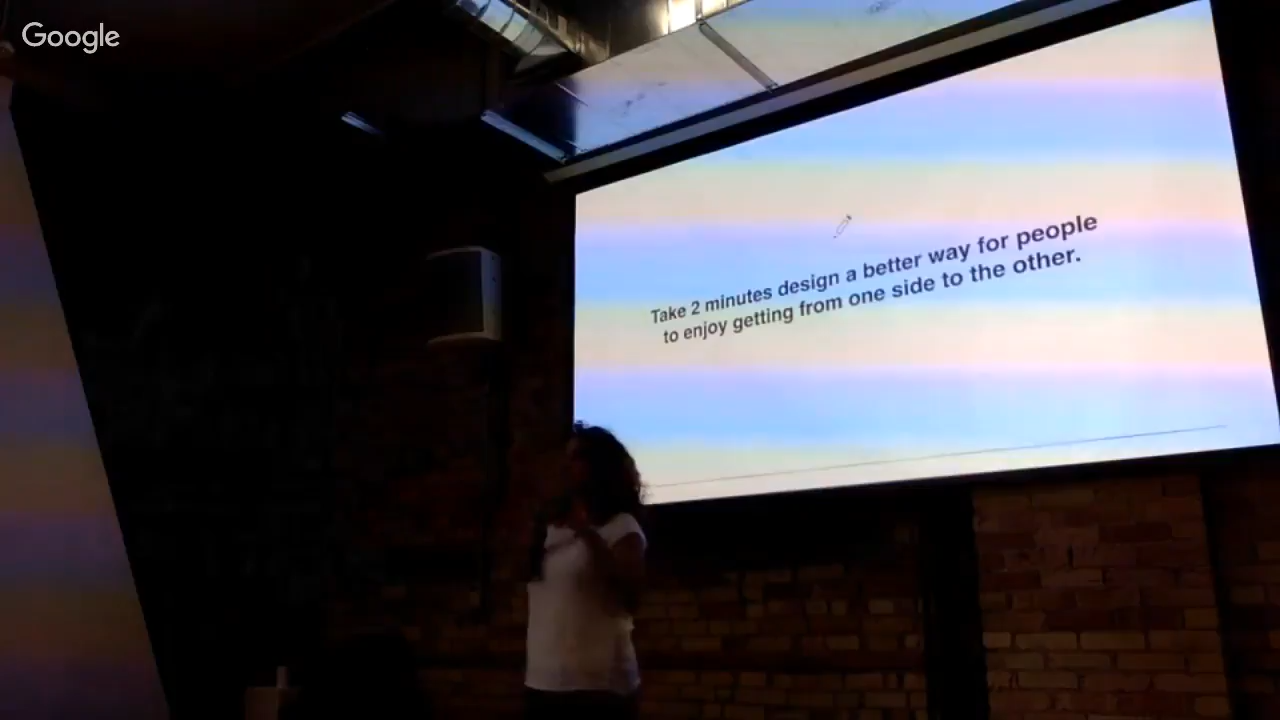 Google
Take 2 minutes design a better way for people
to enjoy getting from one side to the other.